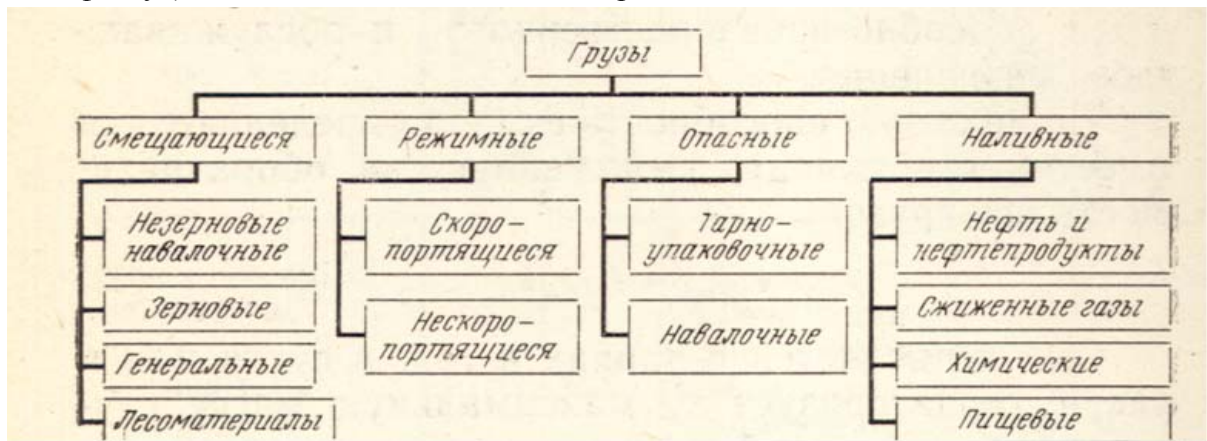 Грузы
Смещающиеся
Незерновые
навалочные
Зерновые
Генеральные
Лесоматериалы
Режимные
Скоро-
портящиеся
Нескоро-
портящиеся
Опасные
Тарно-
упаковочные
Навалочные
Наливные
Нефть и
нефтепродукты
Сжиженные газы
Химические
Пищевые